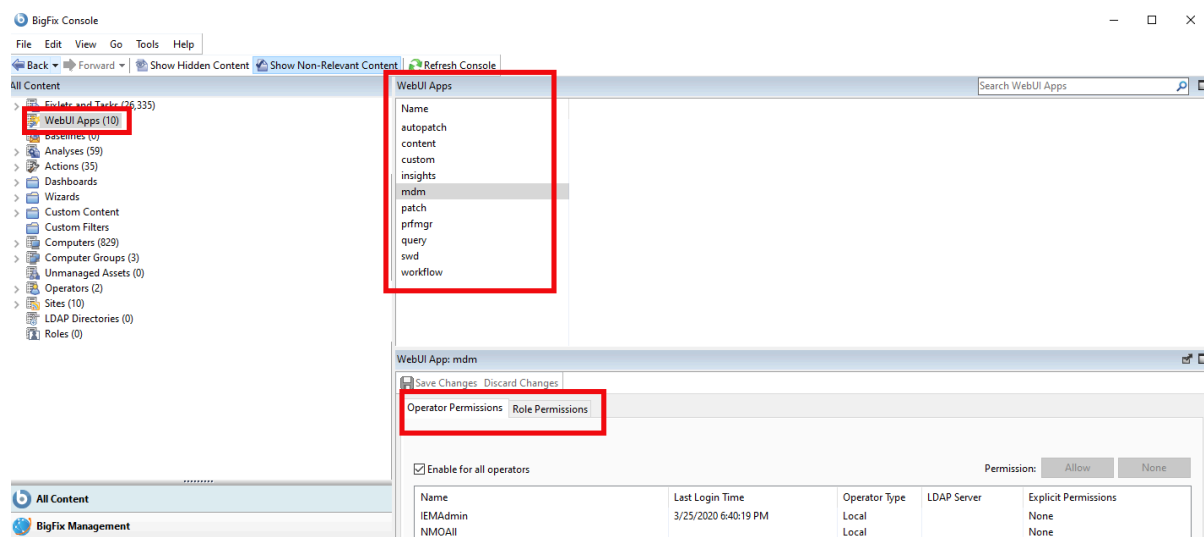 BigFix Console
File Edit View Go Tools Help
Back Forward Show Hidden Content Show Non-Relevant Content Refresh Console
All Content
Fixlets and Tasks (26,335)
WebUI Apps (10)
Baselines (0)
Analyses (59)
Actions (35)
Dashboards
Wizards
Custom Content
Custom Filters
Computers (829)
Computer Groups (3)
Unmanaged Assets (0)
Operators (2)
Sites (10)
LDAP Directories (0)
Roles (0)
All Content
BigFix Management
WebUI Apps
Search WebUI Apps
Name
autopatch
content
custom
insights
mdm
patch
prfmgr
query
swd
workflow
WebUI App: mdm
Save Changes Discard Changes
Operator Permissions Role Permissions
Enable for all operators
Permission: Allow None
Name Last Login Time Operator Type LDAP Server Explicit Permissions
IEMAdmin 3/25/2020 6:40:19 PM Local None
NMOAll Local None